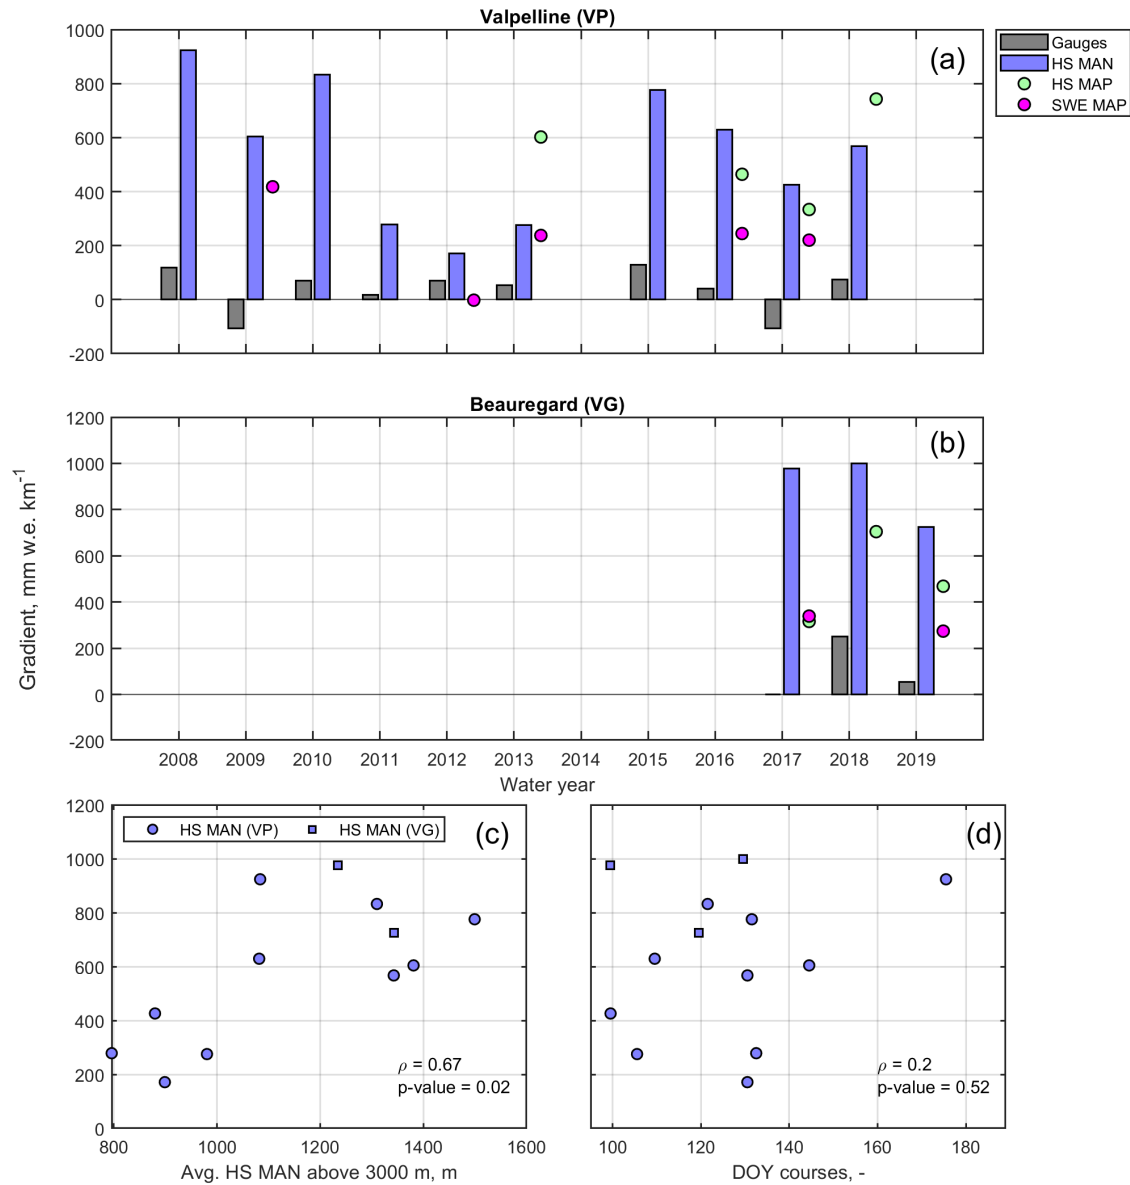 Valpelline (VP)
1000
800
600
400
200
0
-200
(a)
Gauges
HS MAN
HS MAP
SWE MAP
Beauregard (VG)
1200
1000
800
600
400
200
0
-200
(b)
Gradient, mm w.e. km-1
2008 2009 2010 2011 2012 2013 2014 2015 2016 2017 2018 2019
Water year
1200
1000
800
600
400
200
0
HS MAN (VP) HS MAN (VG)
(c)
ρ = 0.67
p-value = 0.02
800 1000 1200 1400 1600
Avg. HS MAN above 3000 m, m
(d)
ρ = 0.2
p-value = 0.52
100 120 140 160 180
DOY courses, -